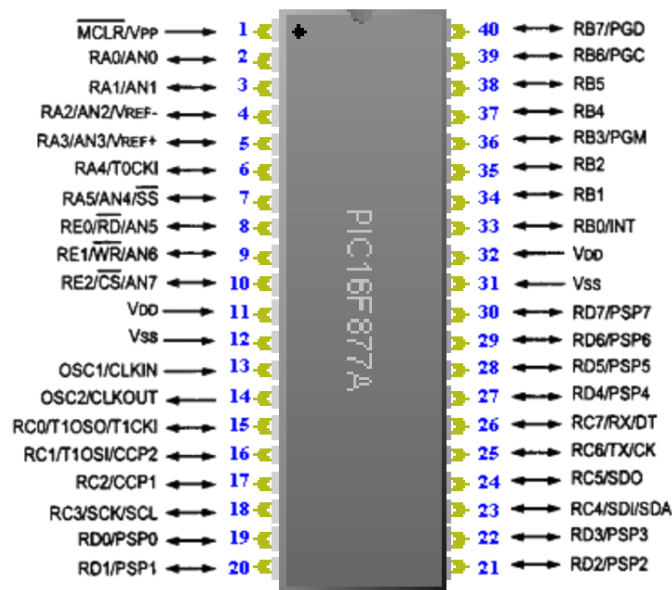 MCLR/VPP 1
RA0/AN0 2
RA1/AN1 3
RA2/AN2/VREF- 4
RA3/AN3/VREF+ 5
RA4/T0CKI 6
RA5/AN4/SS 7
RE0/RD/AN5 8
RE1/WR/AN6 9
RE2/CS/AN7 10
VDD 11
VSS 12
OSC1/CLKIN 13
OSC2/CLKOUT 14
RC0/T1OSO/T1CKI 15
RC1/T1OSI/CCP2 16
RC2/CCP1 17
RC3/SCK/SCL 18
RD0/PSP0 19
RD1/PSP1 20
PIC16F877A
40 RB7/PGD
39 RB6/PGC
38 RB5
37 RB4
36 RB3/PGM
35 RB2
34 RB1
33 RB0/INT
32 VDD
31 VSS
30 RD7/PSP7
29 RD6/PSP6
28 RD5/PSP5
27 RD4/PSP4
26 RC7/RX/DT
25 RC6/TX/CK
24 RC5/SDO
23 RC4/SDI/SDA
22 RD3/PSP3
21 RD2/PSP2